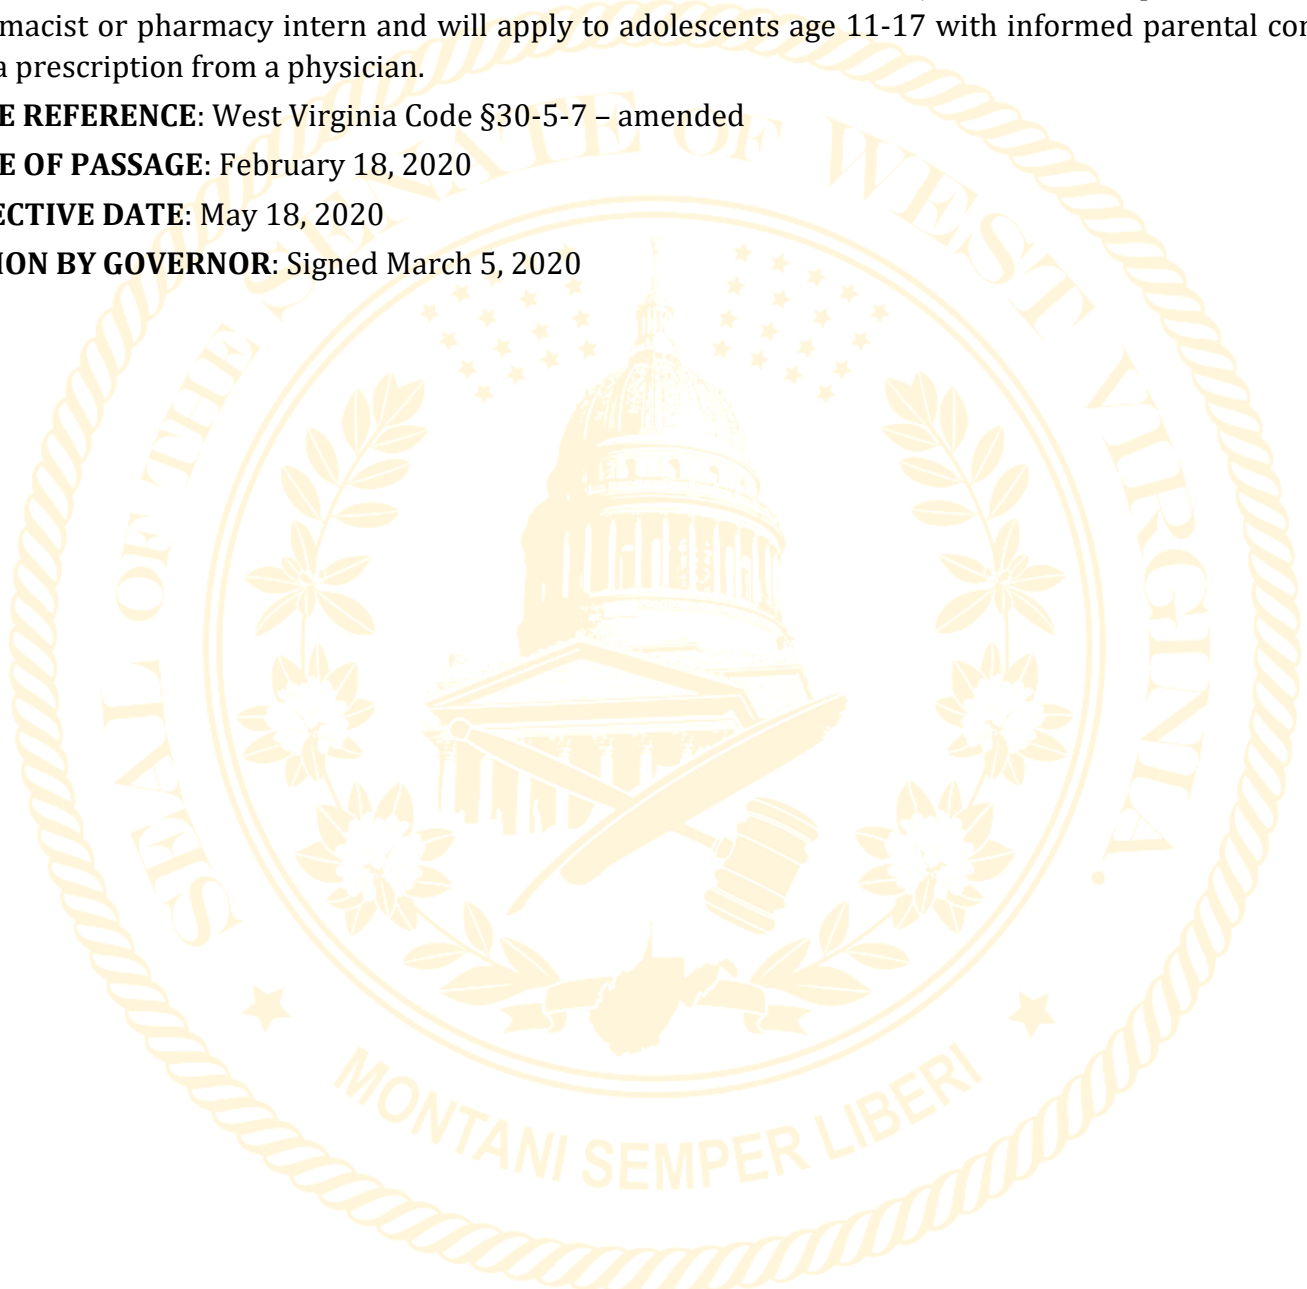 macist or pharmacy intern and will apply to adolescents age 11-17 with informed parental con
a prescription from a physician.
E REFERENCE: West Virginia Code §30-5-7 – amended
E OF PASSAGE: February 18, 2020
ECTIVE DATE: May 18, 2020
ION BY GOVERNOR: Signed March 5, 2020
SEAL OF THE SENATE OF WEST VIRGINIA
MONTANI SEMPER LIBERI